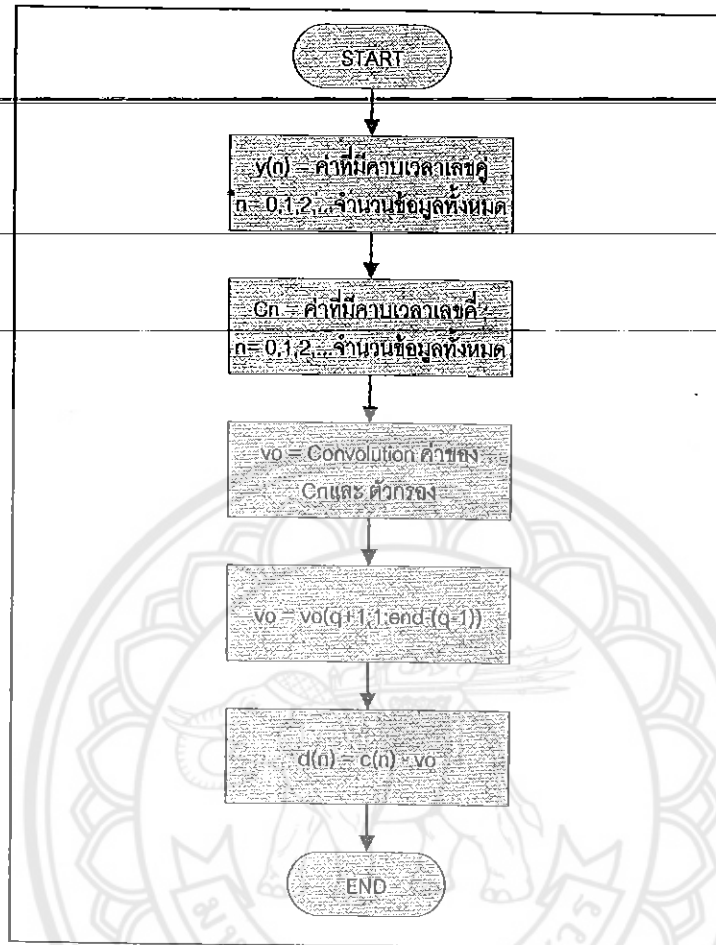 START
y(n) = ค่าที่มีคาบเวลาเลขคู่
n= 0,1,2,...จำนวนข้อมูลทั้งหมด
Cn = ค่าที่มีคาบเวลาเลขคี่
n= 0,1,2,...จำนวนข้อมูลทั้งหมด
vo = Convolution ค่าของ
Cnและ ตัวกรอง
vo = vo(q+1:1:end-(q-1))
d(n) = c(n) - vo
END